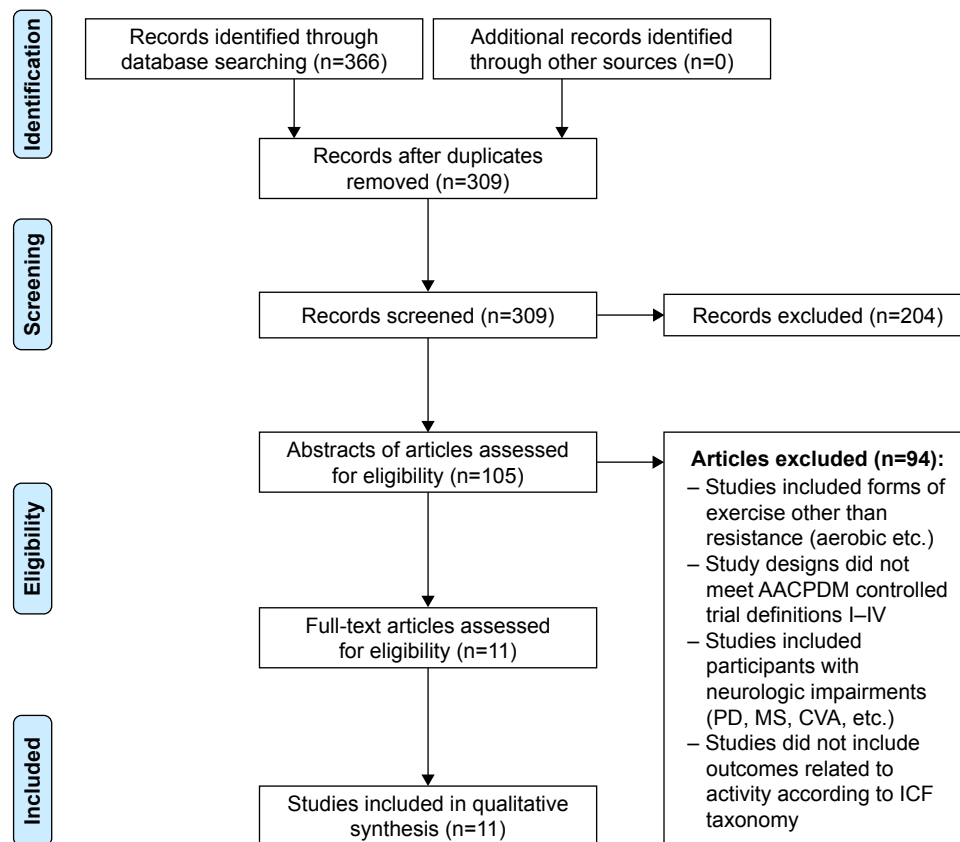 Identification
Records identified through
database searching (n=366)
Additional records identified
through other sources (n=0)
Records after duplicates
removed (n=309)
Screening
Records screened (n=309)
Records excluded (n=204)
Eligibility
Abstracts of articles assessed
for eligibility (n=105)
Articles excluded (n=94):
– Studies included forms of
exercise other than
resistance (aerobic etc.)
– Study designs did not
meet AACPDM controlled
trial definitions I–IV
– Studies included
participants with
neurologic impairments
(PD, MS, CVA, etc.)
– Studies did not include
outcomes related to
activity according to ICF
taxonomy
Full-text articles assessed
for eligibility (n=11)
Included
Studies included in qualitative
synthesis (n=11)